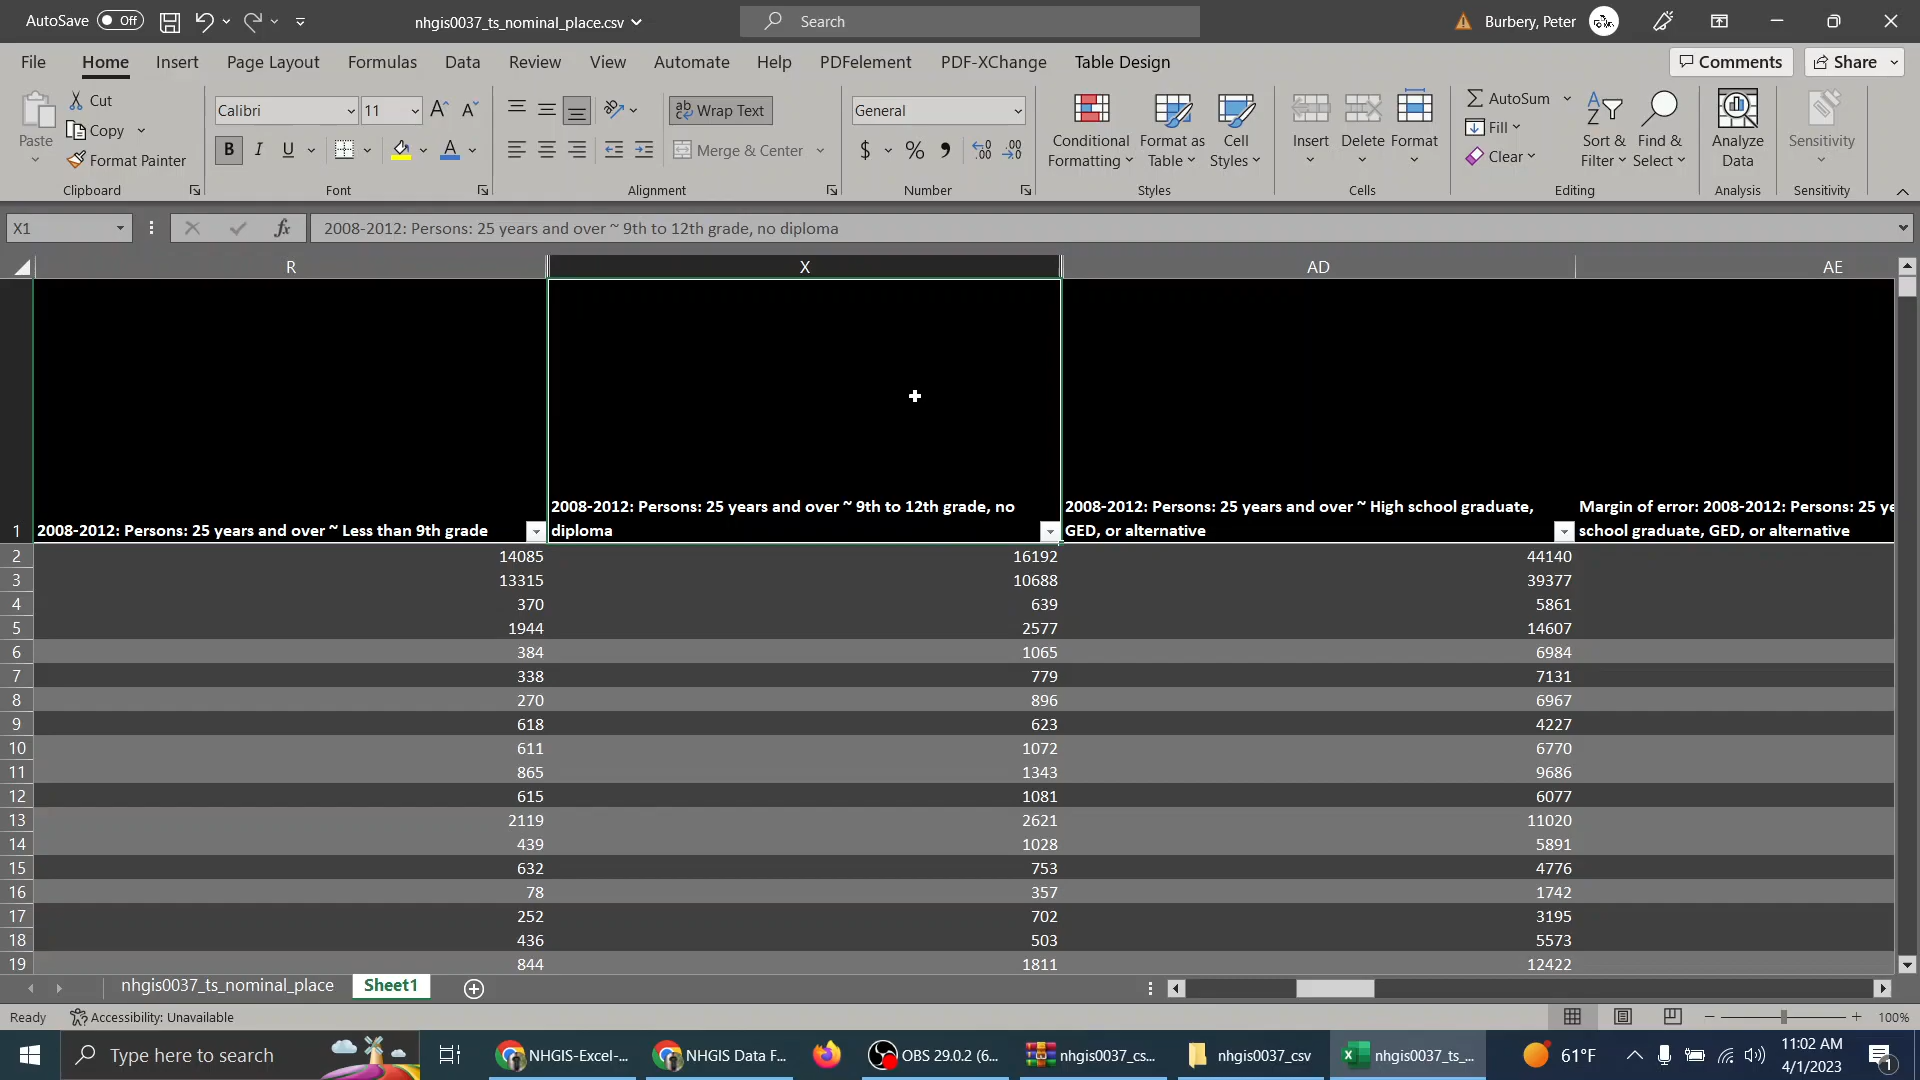 AutoSave Off
nhgis0037_ts_nominal_place.csv
Search
Burbery, Peter
File Home Insert Page Layout Formulas Data Review View Automate Help PDFelement PDF-XChange Table Design
Comments Share
Paste
Cut
Copy
Format Painter
Clipboard
Calibri 11
B I U
Font
Wrap Text
Merge & Center
Alignment
General
$ % 9
Number
Conditional Formatting
Format as Table
Cell Styles
Styles
Insert Delete Format
Cells
AutoSum
Fill
Clear
Sort & Filter
Find & Select
Editing
Analyze Data
Analysis
Sensitivity
Sensitivity
X1
fx
2008-2012: Persons: 25 years and over ~ 9th to 12th grade, no diploma
R X AD AE
1
2008-2012: Persons: 25 years and over ~ Less than 9th grade
2008-2012: Persons: 25 years and over ~ 9th to 12th grade, no
diploma
2008-2012: Persons: 25 years and over ~ High school graduate,
GED, or alternative
Margin of error: 2008-2012: Persons: 25 ye
school graduate, GED, or alternative
2 14085 16192 44140
3 13315 10688 39377
4 370 639 5861
5 1944 2577 14607
6 384 1065 6984
7 338 779 7131
8 270 896 6967
9 618 623 4227
10 611 1072 6770
11 865 1343 9686
12 615 1081 6077
13 2119 2621 11020
14 439 1028 5891
15 632 753 4776
16 78 357 1742
17 252 702 3195
18 436 503 5573
19 844 1811 12422
nhgis0037_ts_nominal_place Sheet1
Ready Accessibility: Unavailable
100%
Type here to search
NHGIS-Excel-...
NHGIS Data F...
OBS 29.0.2 (6...
nhgis0037_cs...
nhgis0037_csv
nhgis0037_ts_...
61°F
11:02 AM
4/1/2023
1